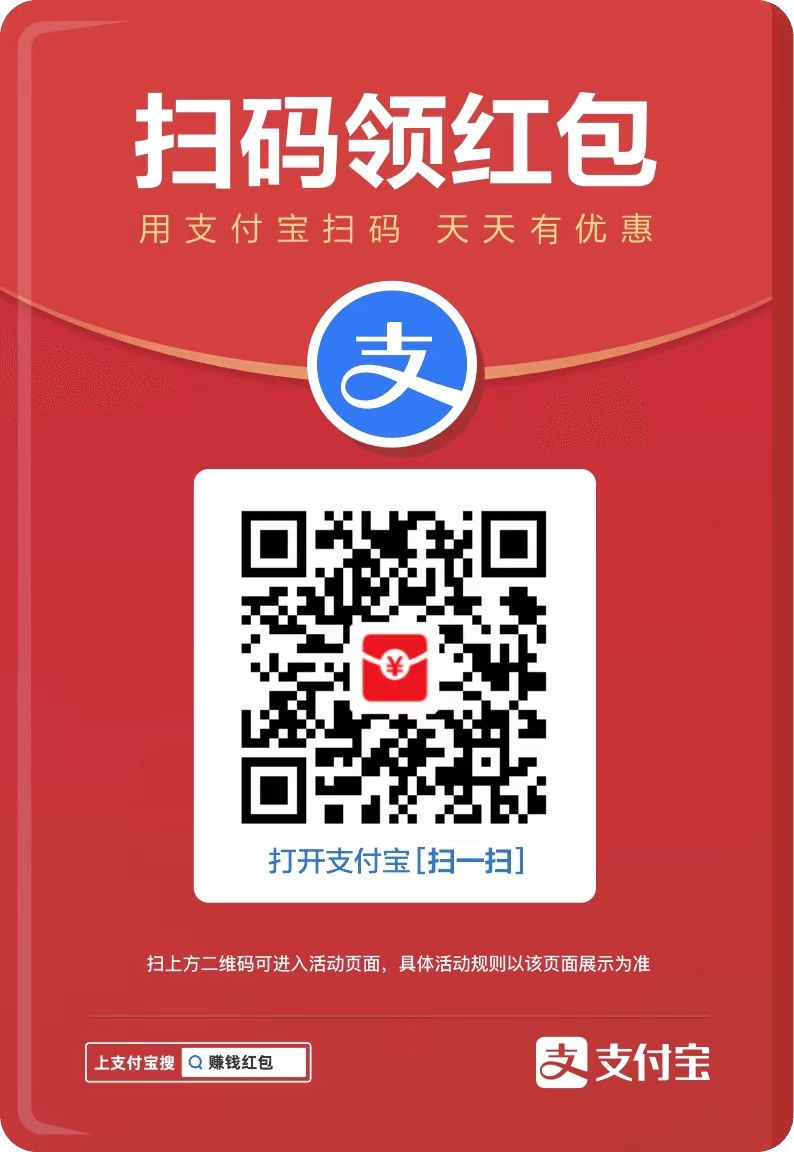 扫码领红包
用支付宝扫码 天天有优惠
支
¥
打开支付宝[扫一扫]
扫上方二维码可进入活动页面，具体活动规则以该页面展示为准
上支付宝搜 赚钱红包
支 支付宝